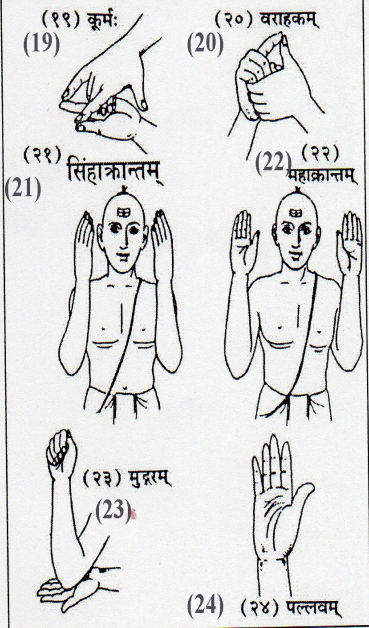 (१९) कूर्मः
(19)
(२०) वराहकम्
(20)
(२१)
सिंहाक्रान्तम्
(21)
(२२)
(22)
महाक्रान्तम्
(२३) मुद्गरम्
(23)
(24) (२४) पल्लवम्